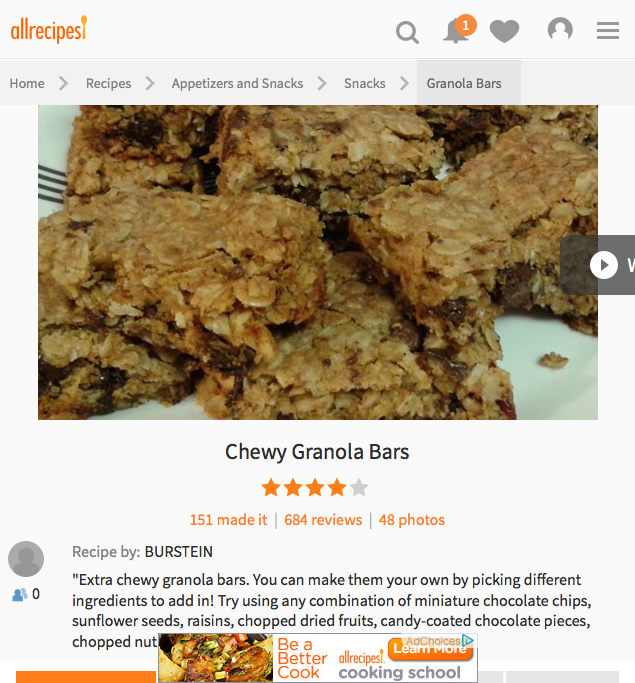 allrecipes!
1
Home
Recipes
Appetizers and Snacks
Snacks
Granola Bars
W
Chewy Granola Bars
151 made it | 684 reviews | 48 photos
Recipe by: BURSTEIN
0
"Extra chewy granola bars. You can make them your own by picking different
ingredients to add in! Try using any combination of miniature chocolate chips,
sunflower seeds, raisins, chopped dried fruits, candy-coated chocolate pieces,
chopped nut
Be a
Better
Cook
allrecipes!
cooking school
AdChoices
Learn More